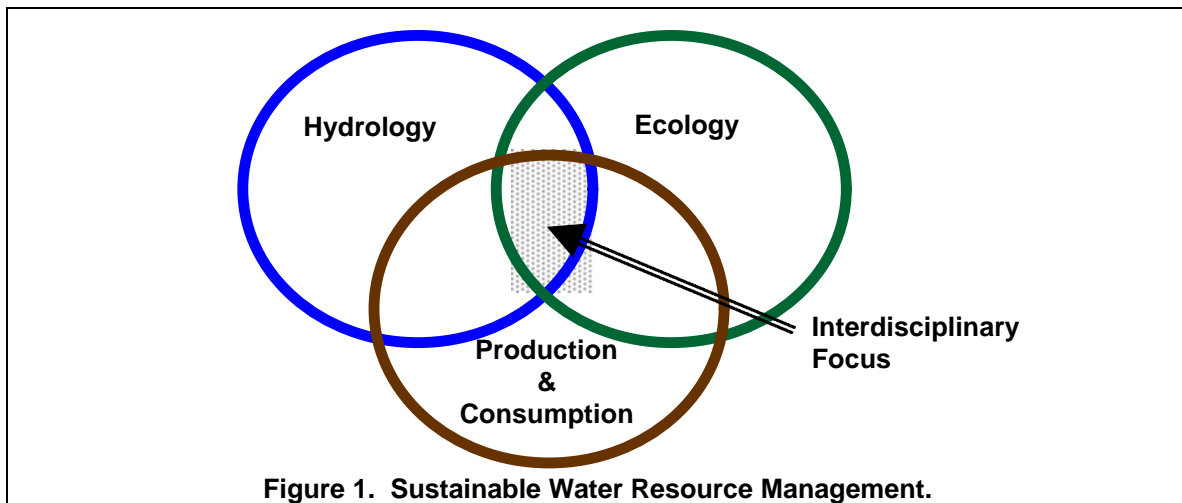 Hydrology
Ecology
Interdisciplinary
Focus
Production
&
Consumption
Figure 1. Sustainable Water Resource Management.